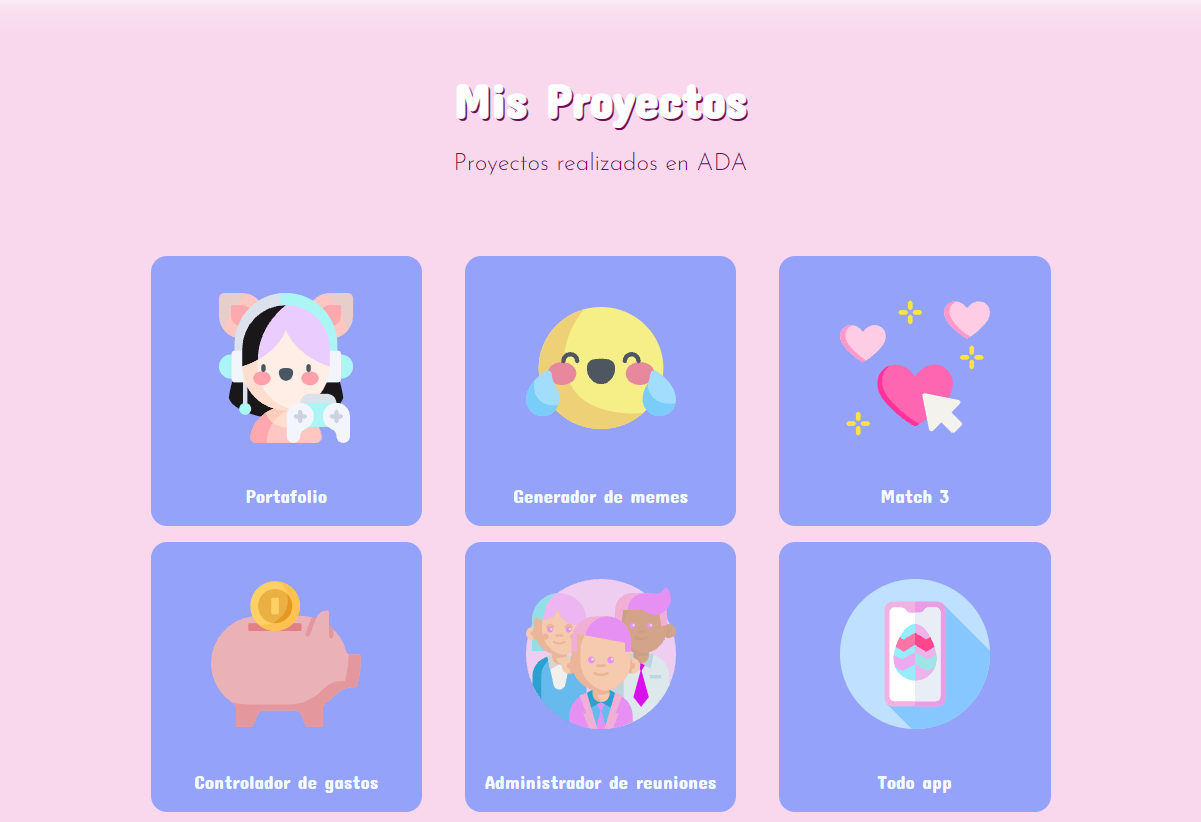 Mis Proyectos
Proyectos realizados en ADA
Portafolio
Generador de memes
Match 3
Controlador de gastos
Administrador de reuniones
Todo app